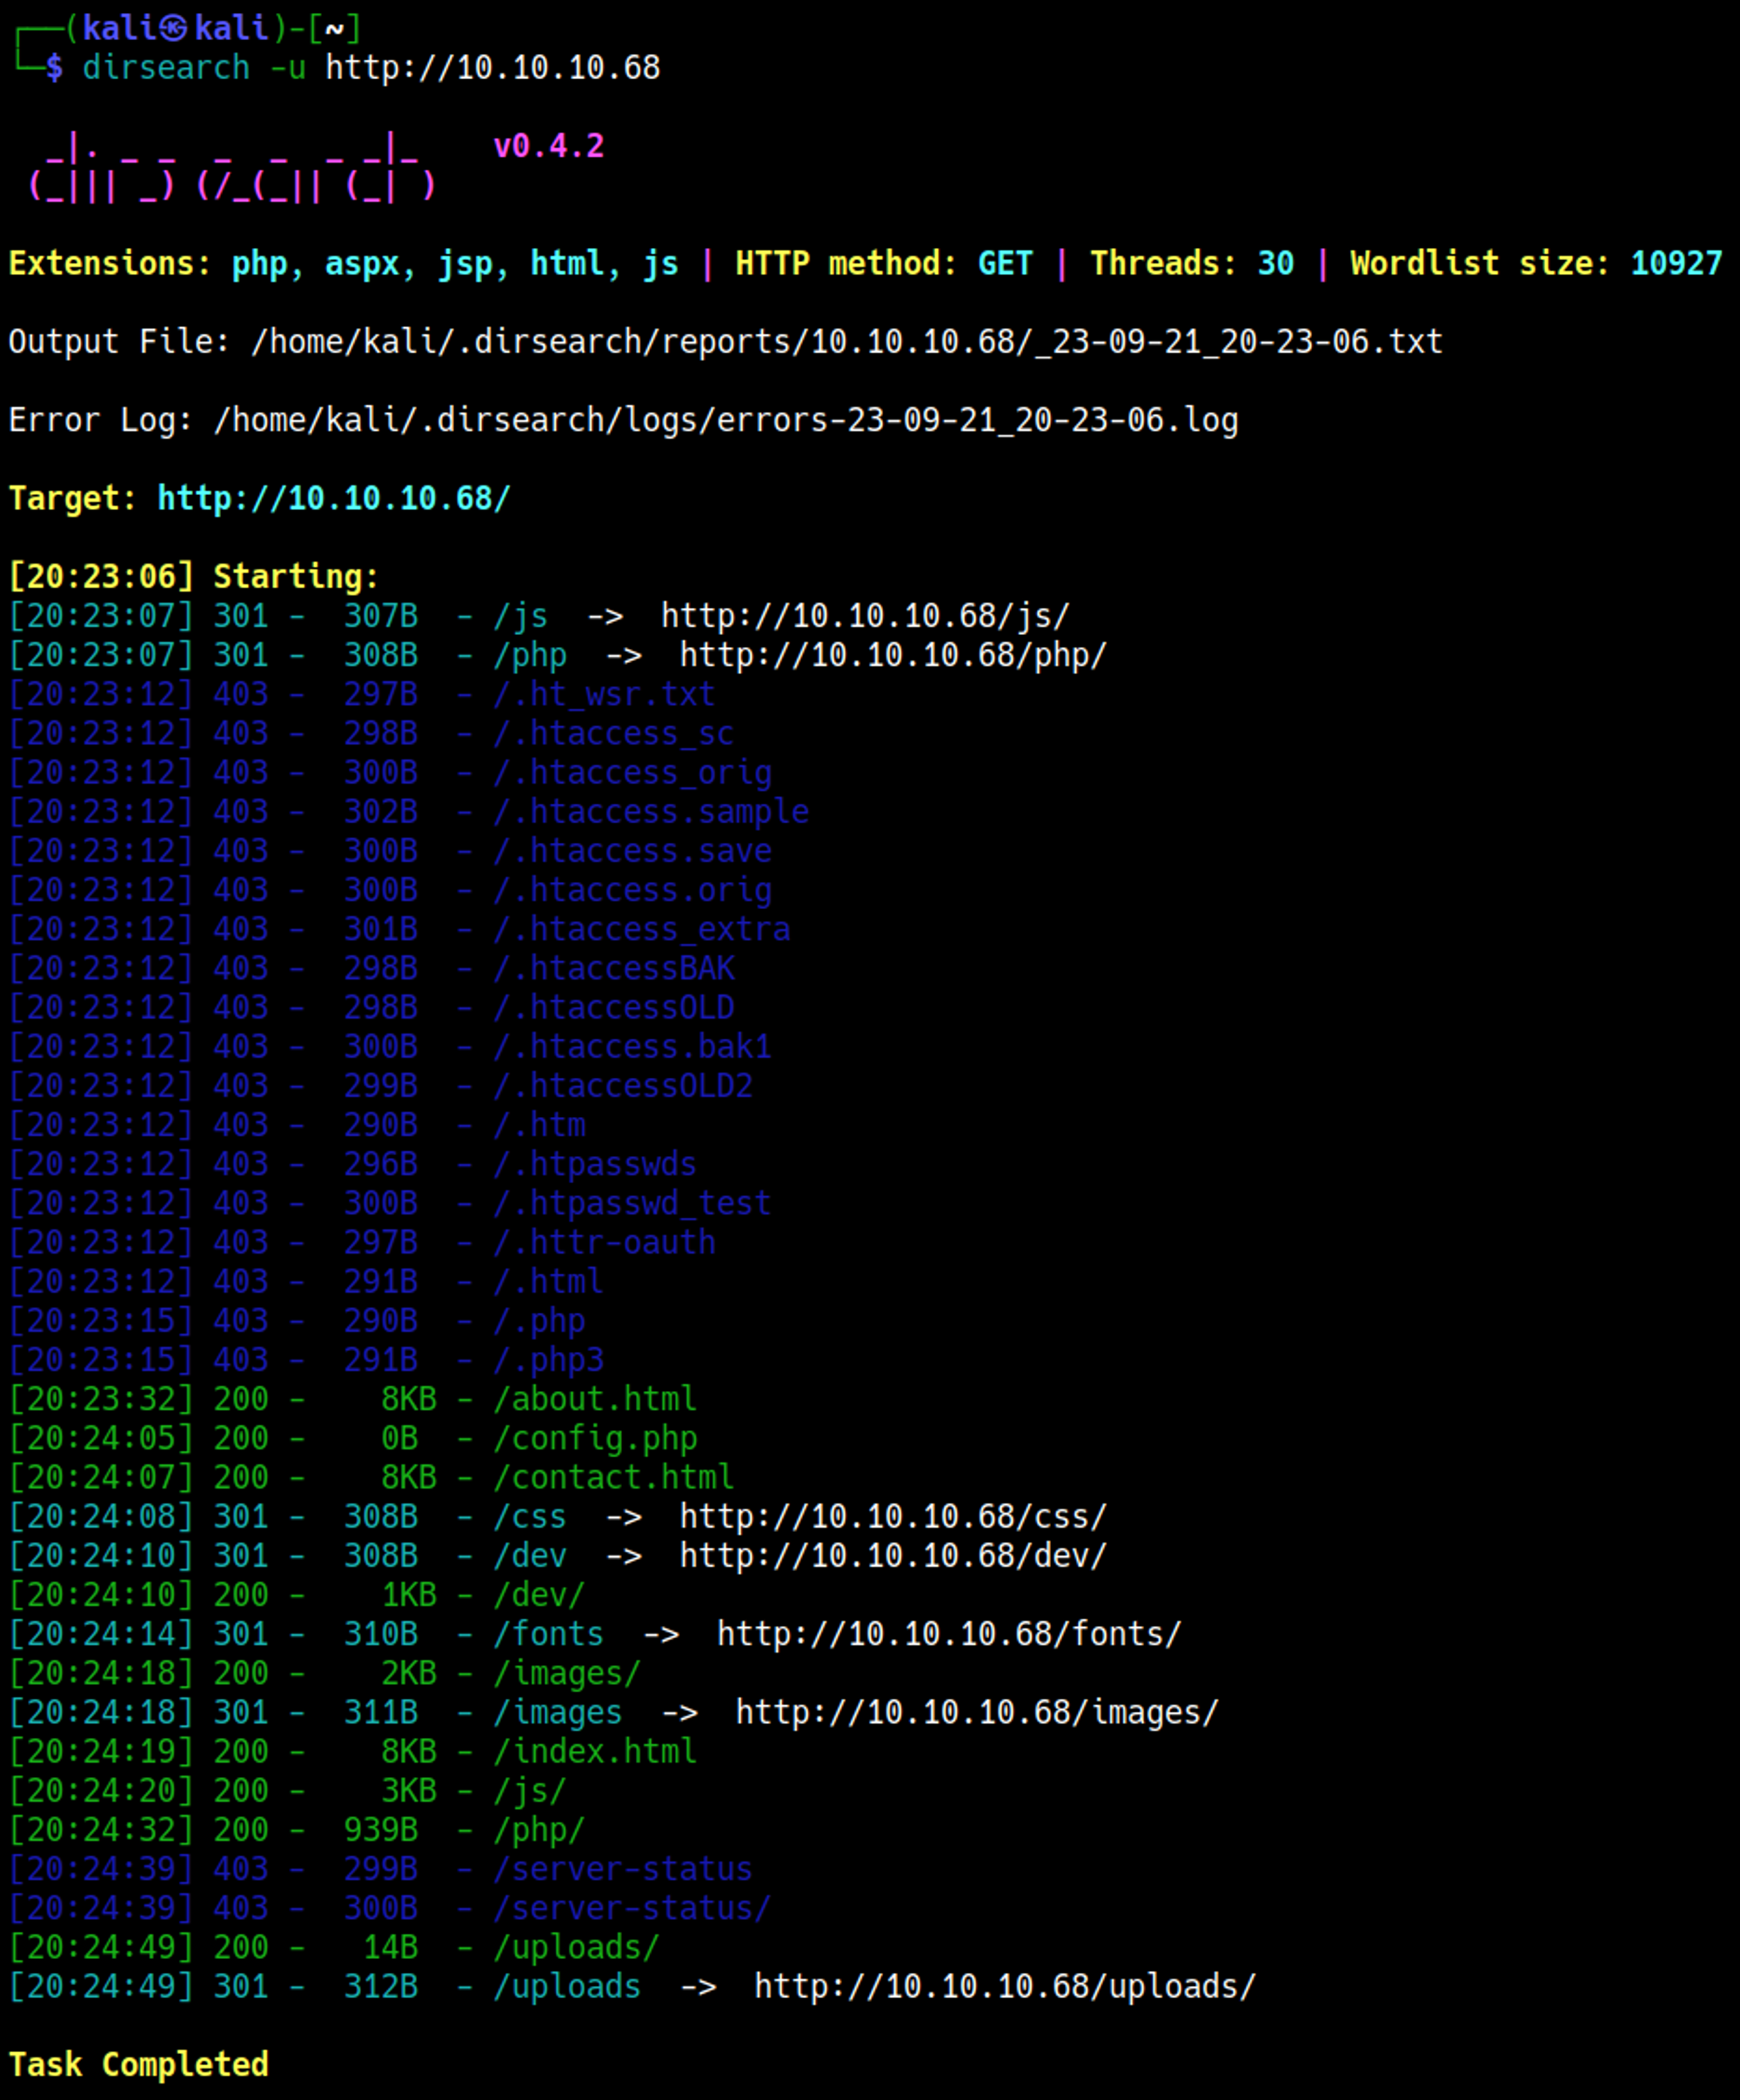 ┌──(kali㉿kali)-[~]
└─$ dirsearch -u http://10.10.10.68
  _|. _ _  _  _  _ _|_    v0.4.2
 (_||| _) (/_(_|| (_| )
Extensions: php, aspx, jsp, html, js | HTTP method: GET | Threads: 30 | Wordlist size: 10927
Output File: /home/kali/.dirsearch/reports/10.10.10.68/_23-09-21_20-23-06.txt
Error Log: /home/kali/.dirsearch/logs/errors-23-09-21_20-23-06.log
Target: http://10.10.10.68/
[20:23:06] Starting:
[20:23:07] 301 -  307B  - /js  ->  http://10.10.10.68/js/
[20:23:07] 301 -  308B  - /php  ->  http://10.10.10.68/php/
[20:23:12] 403 -  297B  - /.ht_wsr.txt
[20:23:12] 403 -  298B  - /.htaccess_sc
[20:23:12] 403 -  300B  - /.htaccess_orig
[20:23:12] 403 -  302B  - /.htaccess.sample
[20:23:12] 403 -  300B  - /.htaccess.save
[20:23:12] 403 -  300B  - /.htaccess.orig
[20:23:12] 403 -  301B  - /.htaccess_extra
[20:23:12] 403 -  298B  - /.htaccessBAK
[20:23:12] 403 -  298B  - /.htaccessOLD
[20:23:12] 403 -  300B  - /.htaccess.bak1
[20:23:12] 403 -  299B  - /.htaccessOLD2
[20:23:12] 403 -  290B  - /.htm
[20:23:12] 403 -  296B  - /.htpasswds
[20:23:12] 403 -  300B  - /.htpasswd_test
[20:23:12] 403 -  297B  - /.httr-oauth
[20:23:12] 403 -  291B  - /.html
[20:23:15] 403 -  290B  - /.php
[20:23:15] 403 -  291B  - /.php3
[20:23:32] 200 -    8KB - /about.html
[20:24:05] 200 -    0B  - /config.php
[20:24:07] 200 -    8KB - /contact.html
[20:24:08] 301 -  308B  - /css  ->  http://10.10.10.68/css/
[20:24:10] 301 -  308B  - /dev  ->  http://10.10.10.68/dev/
[20:24:10] 200 -    1KB - /dev/
[20:24:14] 301 -  310B  - /fonts  ->  http://10.10.10.68/fonts/
[20:24:18] 200 -    2KB - /images/
[20:24:18] 301 -  311B  - /images  ->  http://10.10.10.68/images/
[20:24:19] 200 -    8KB - /index.html
[20:24:20] 200 -    3KB - /js/
[20:24:32] 200 -  939B  - /php/
[20:24:39] 403 -  299B  - /server-status
[20:24:39] 403 -  300B  - /server-status/
[20:24:49] 200 -   14B  - /uploads/
[20:24:49] 301 -  312B  - /uploads  ->  http://10.10.10.68/uploads/
Task Completed